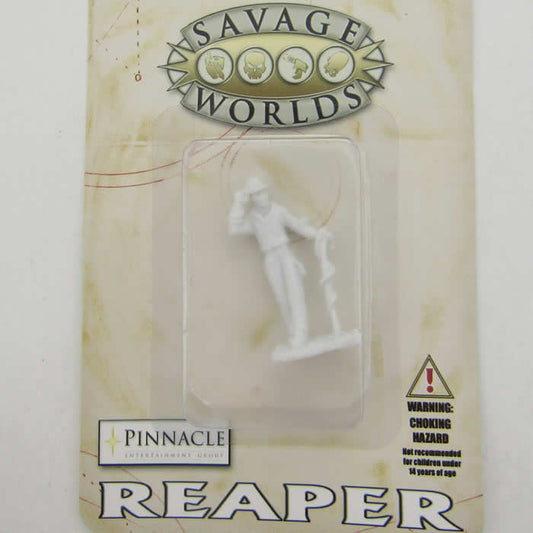 SAVAGE
WORLDS
WARNING:
CHOKING
HAZARD
Not recommended
for children under
14 years of age
PINNACLE
ENTERTAINMENT GROUP
REAPER